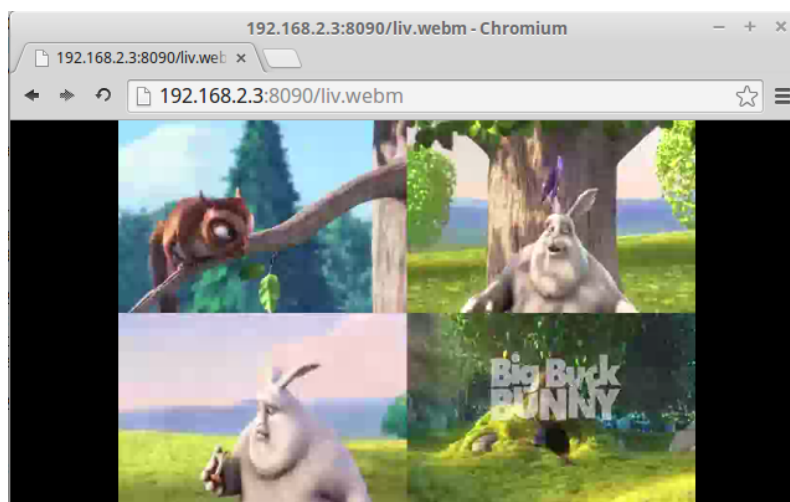 192.168.2.3:8090/liv.webm - Chromium
192.168.2.3:8090/liv.web
192.168.2.3:8090/liv.webm
Big Buck
BUNNY